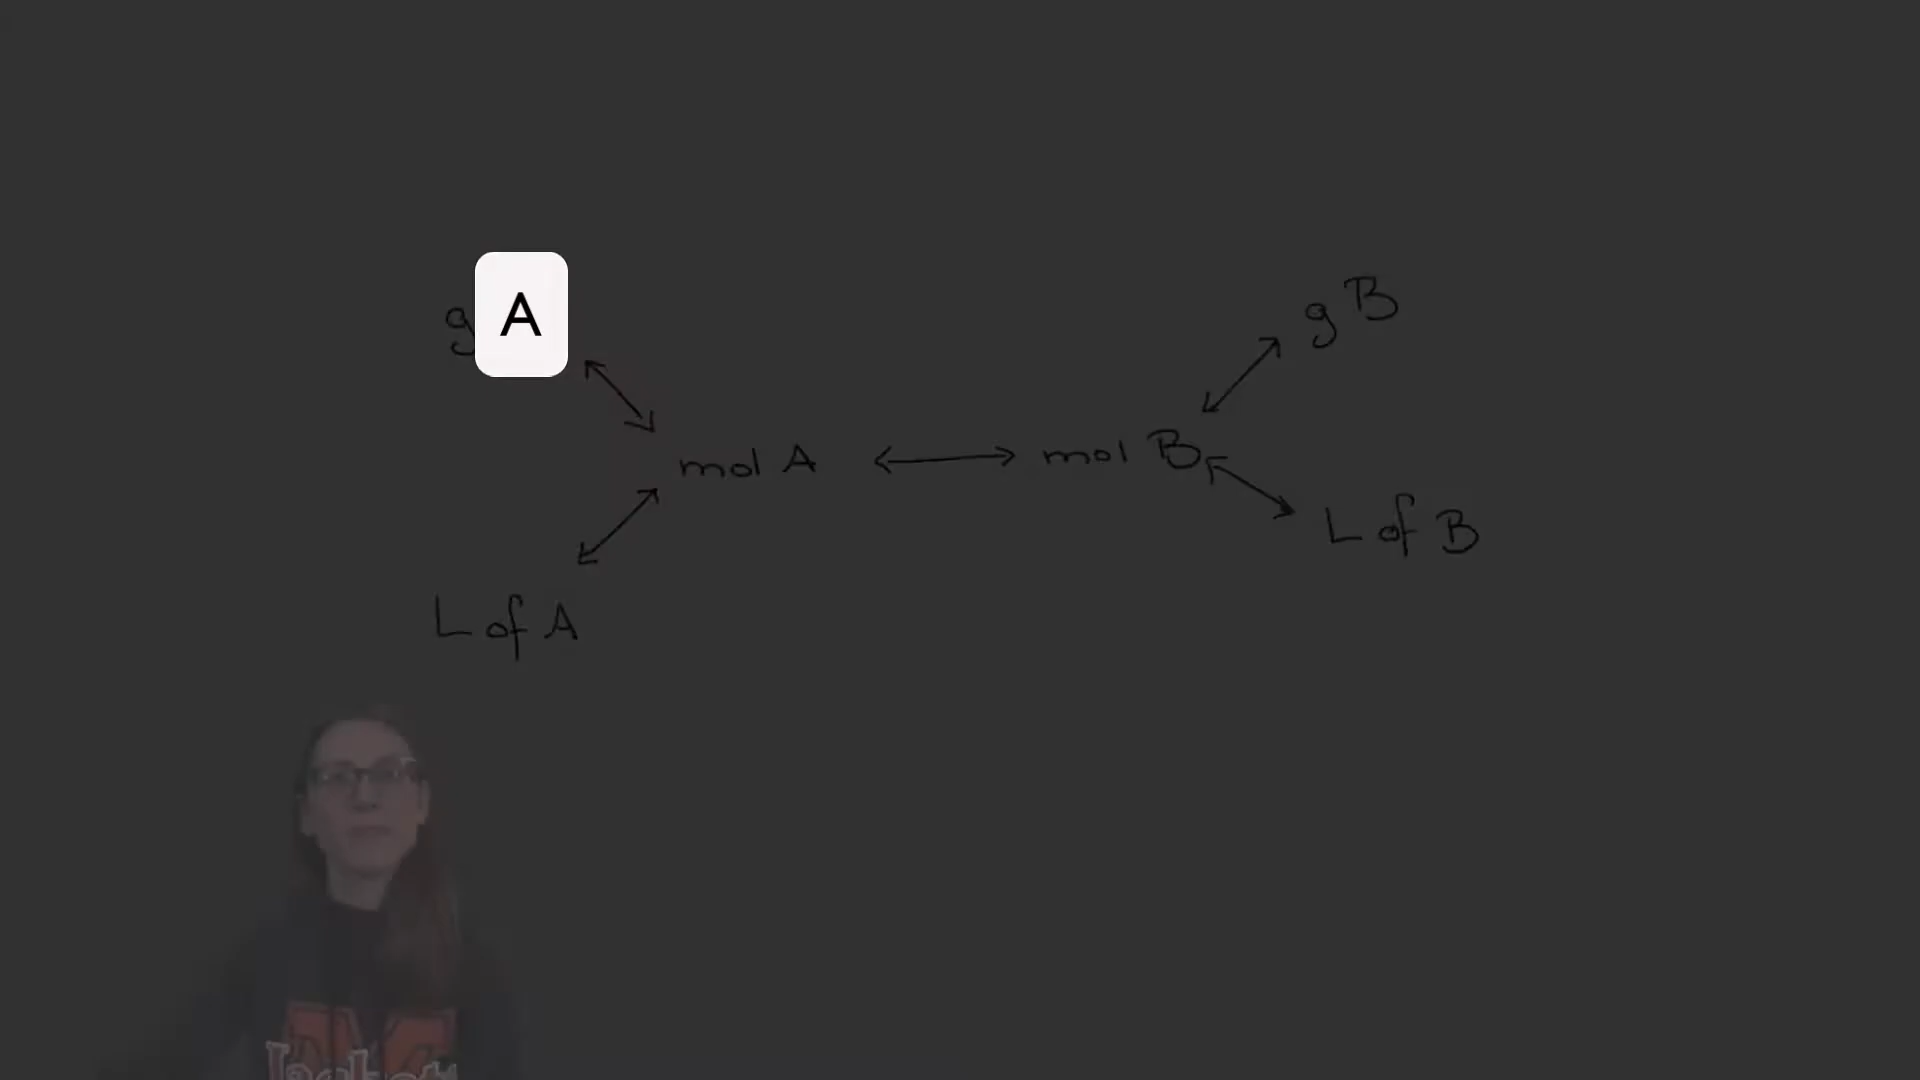 g A
g B
mol A mol B
L of B
L of A